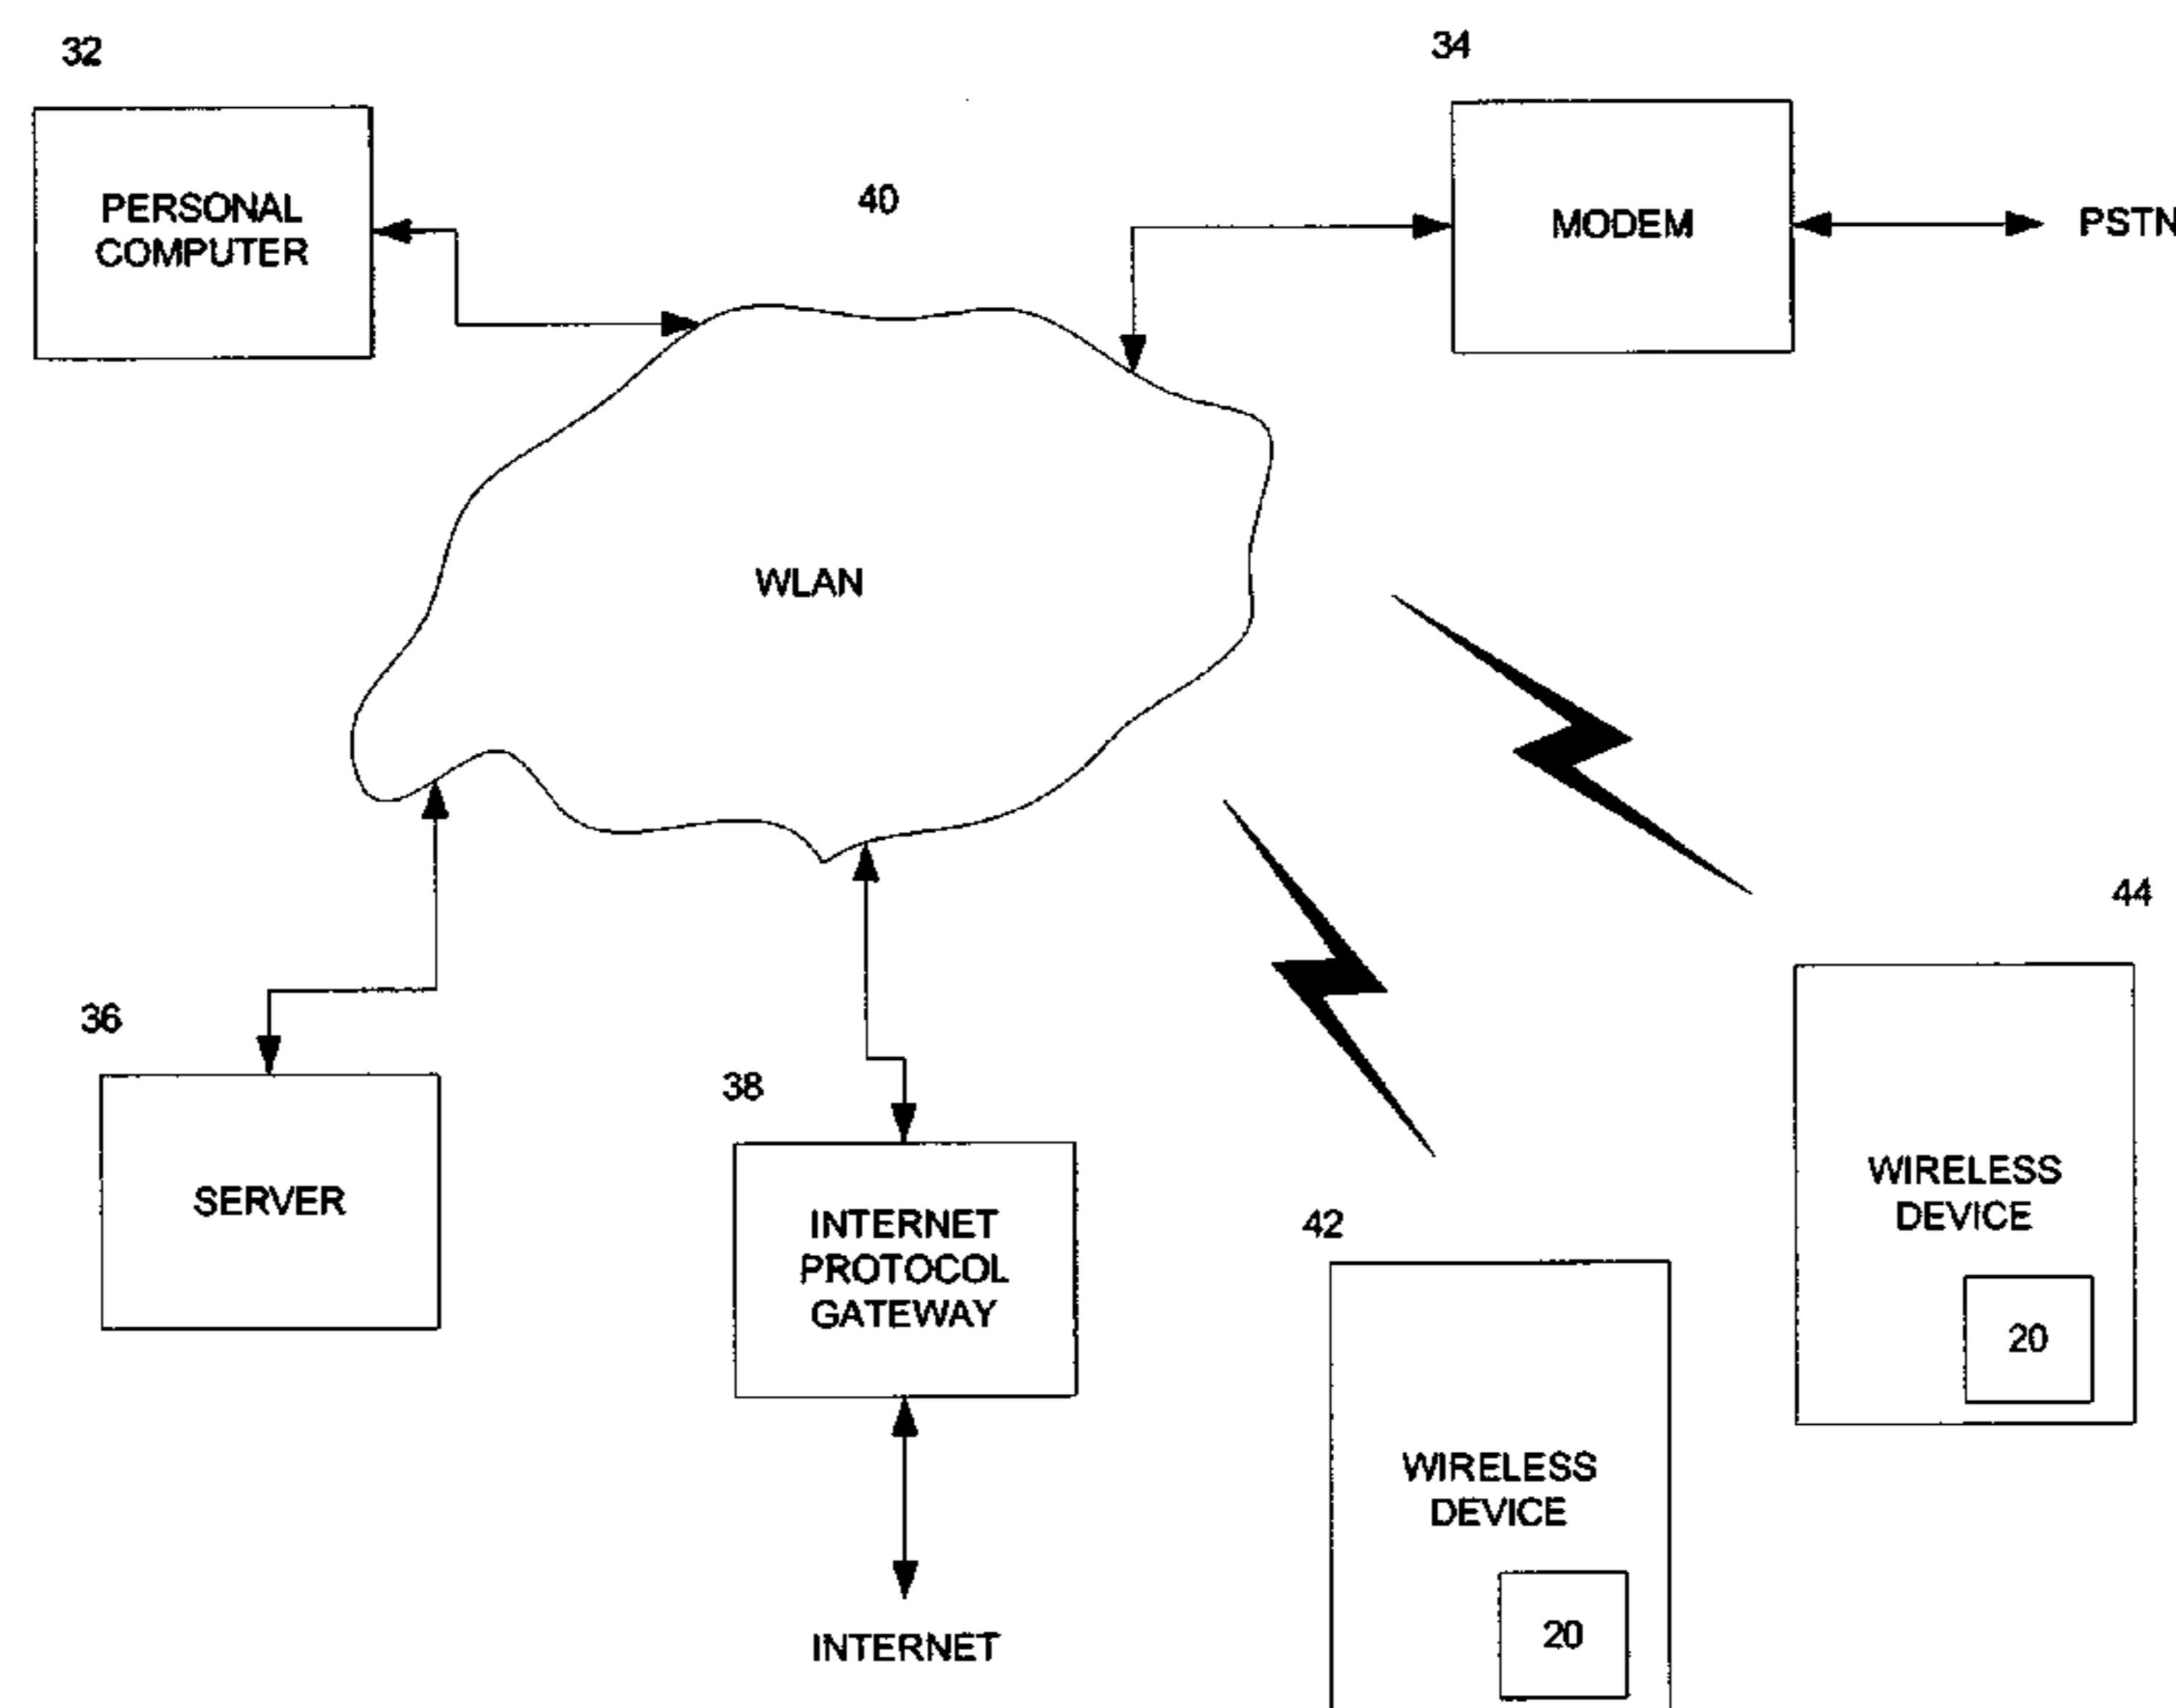 32
34
PERSONAL
COMPUTER
40
MODEM
PSTN
WLAN
44
36
SERVER
38
INTERNET
PROTOCOL
GATEWAY
INTERNET
42
WIRELESS
DEVICE
20
WIRELESS
DEVICE
20